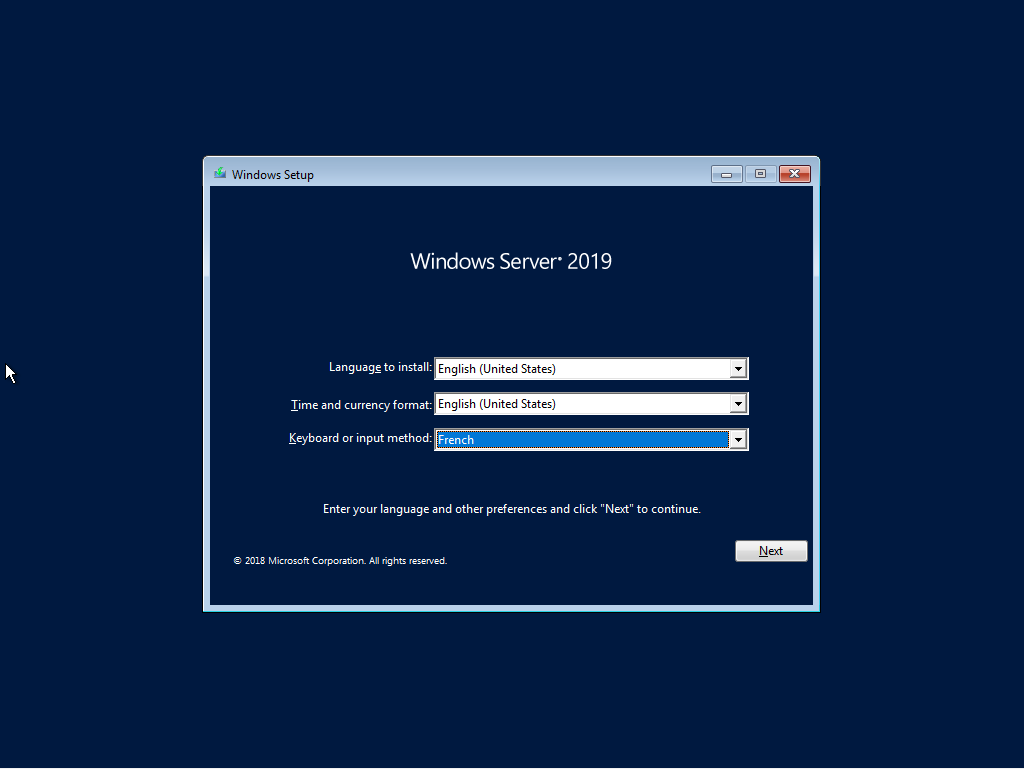 Windows Setup
Windows Server® 2019
Language to install: English (United States)
Time and currency format: English (United States)
Keyboard or input method: French
Enter your language and other preferences and click "Next" to continue.
Next
© 2018 Microsoft Corporation. All rights reserved.